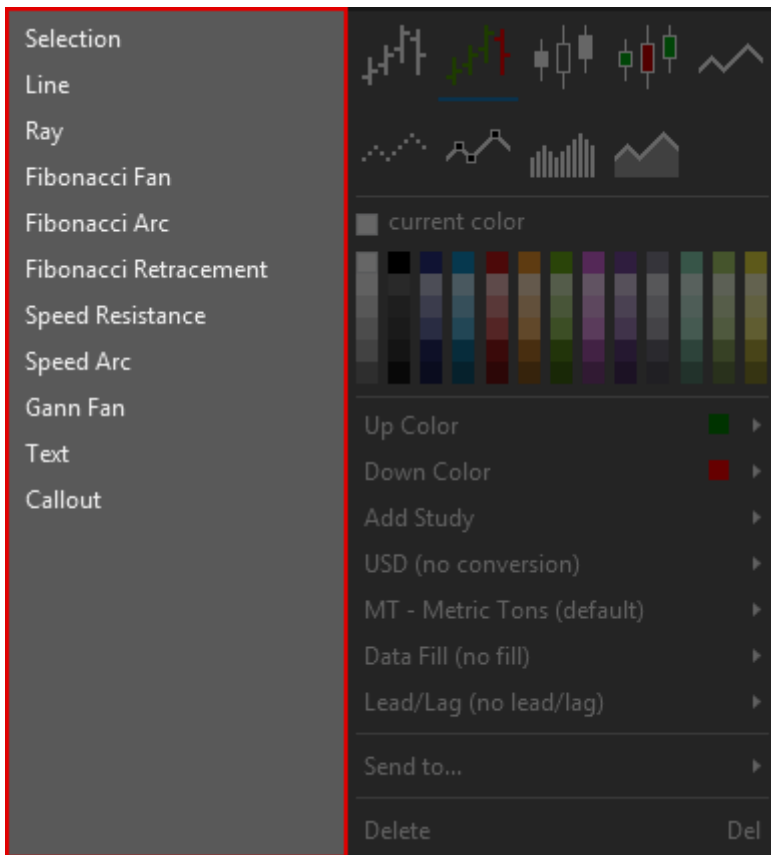 Selection
Line
Ray
Fibonacci Fan
Fibonacci Arc
Fibonacci Retracement
Speed Resistance
Speed Arc
Gann Fan
Text
Callout
current color
Up Color
Down Color
Add Study
USD (no conversion)
MT - Metric Tons (default)
Data Fill (no fill)
Lead/Lag (no lead/lag)
Send to...
Delete Del